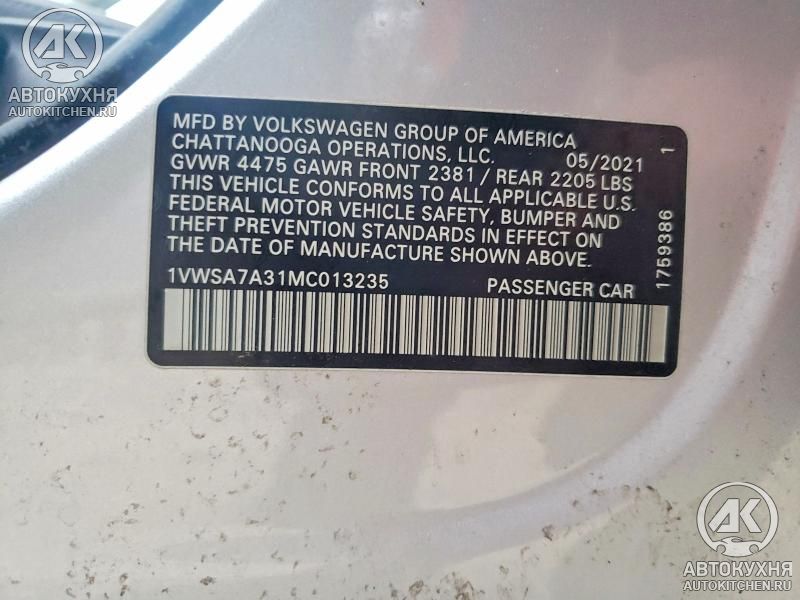 AK
АВТОКУХНЯ
AUTOKITCHEN.RU
MFD BY VOLKSWAGEN GROUP OF AMERICA
CHATTANOOGA OPERATIONS, LLC. 05/2021
GVWR 4475 GAWR FRONT 2381 / REAR 2205 LBS
THIS VEHICLE CONFORMS TO ALL APPLICABLE U.S.
FEDERAL MOTOR VEHICLE SAFETY, BUMPER AND
THEFT PREVENTION STANDARDS IN EFFECT ON
THE DATE OF MANUFACTURE SHOWN ABOVE.
1VWSA7A31MC013235 PASSENGER CAR
1759386 1
AK
АВТОКУХНЯ
AUTOKITCHEN.RU